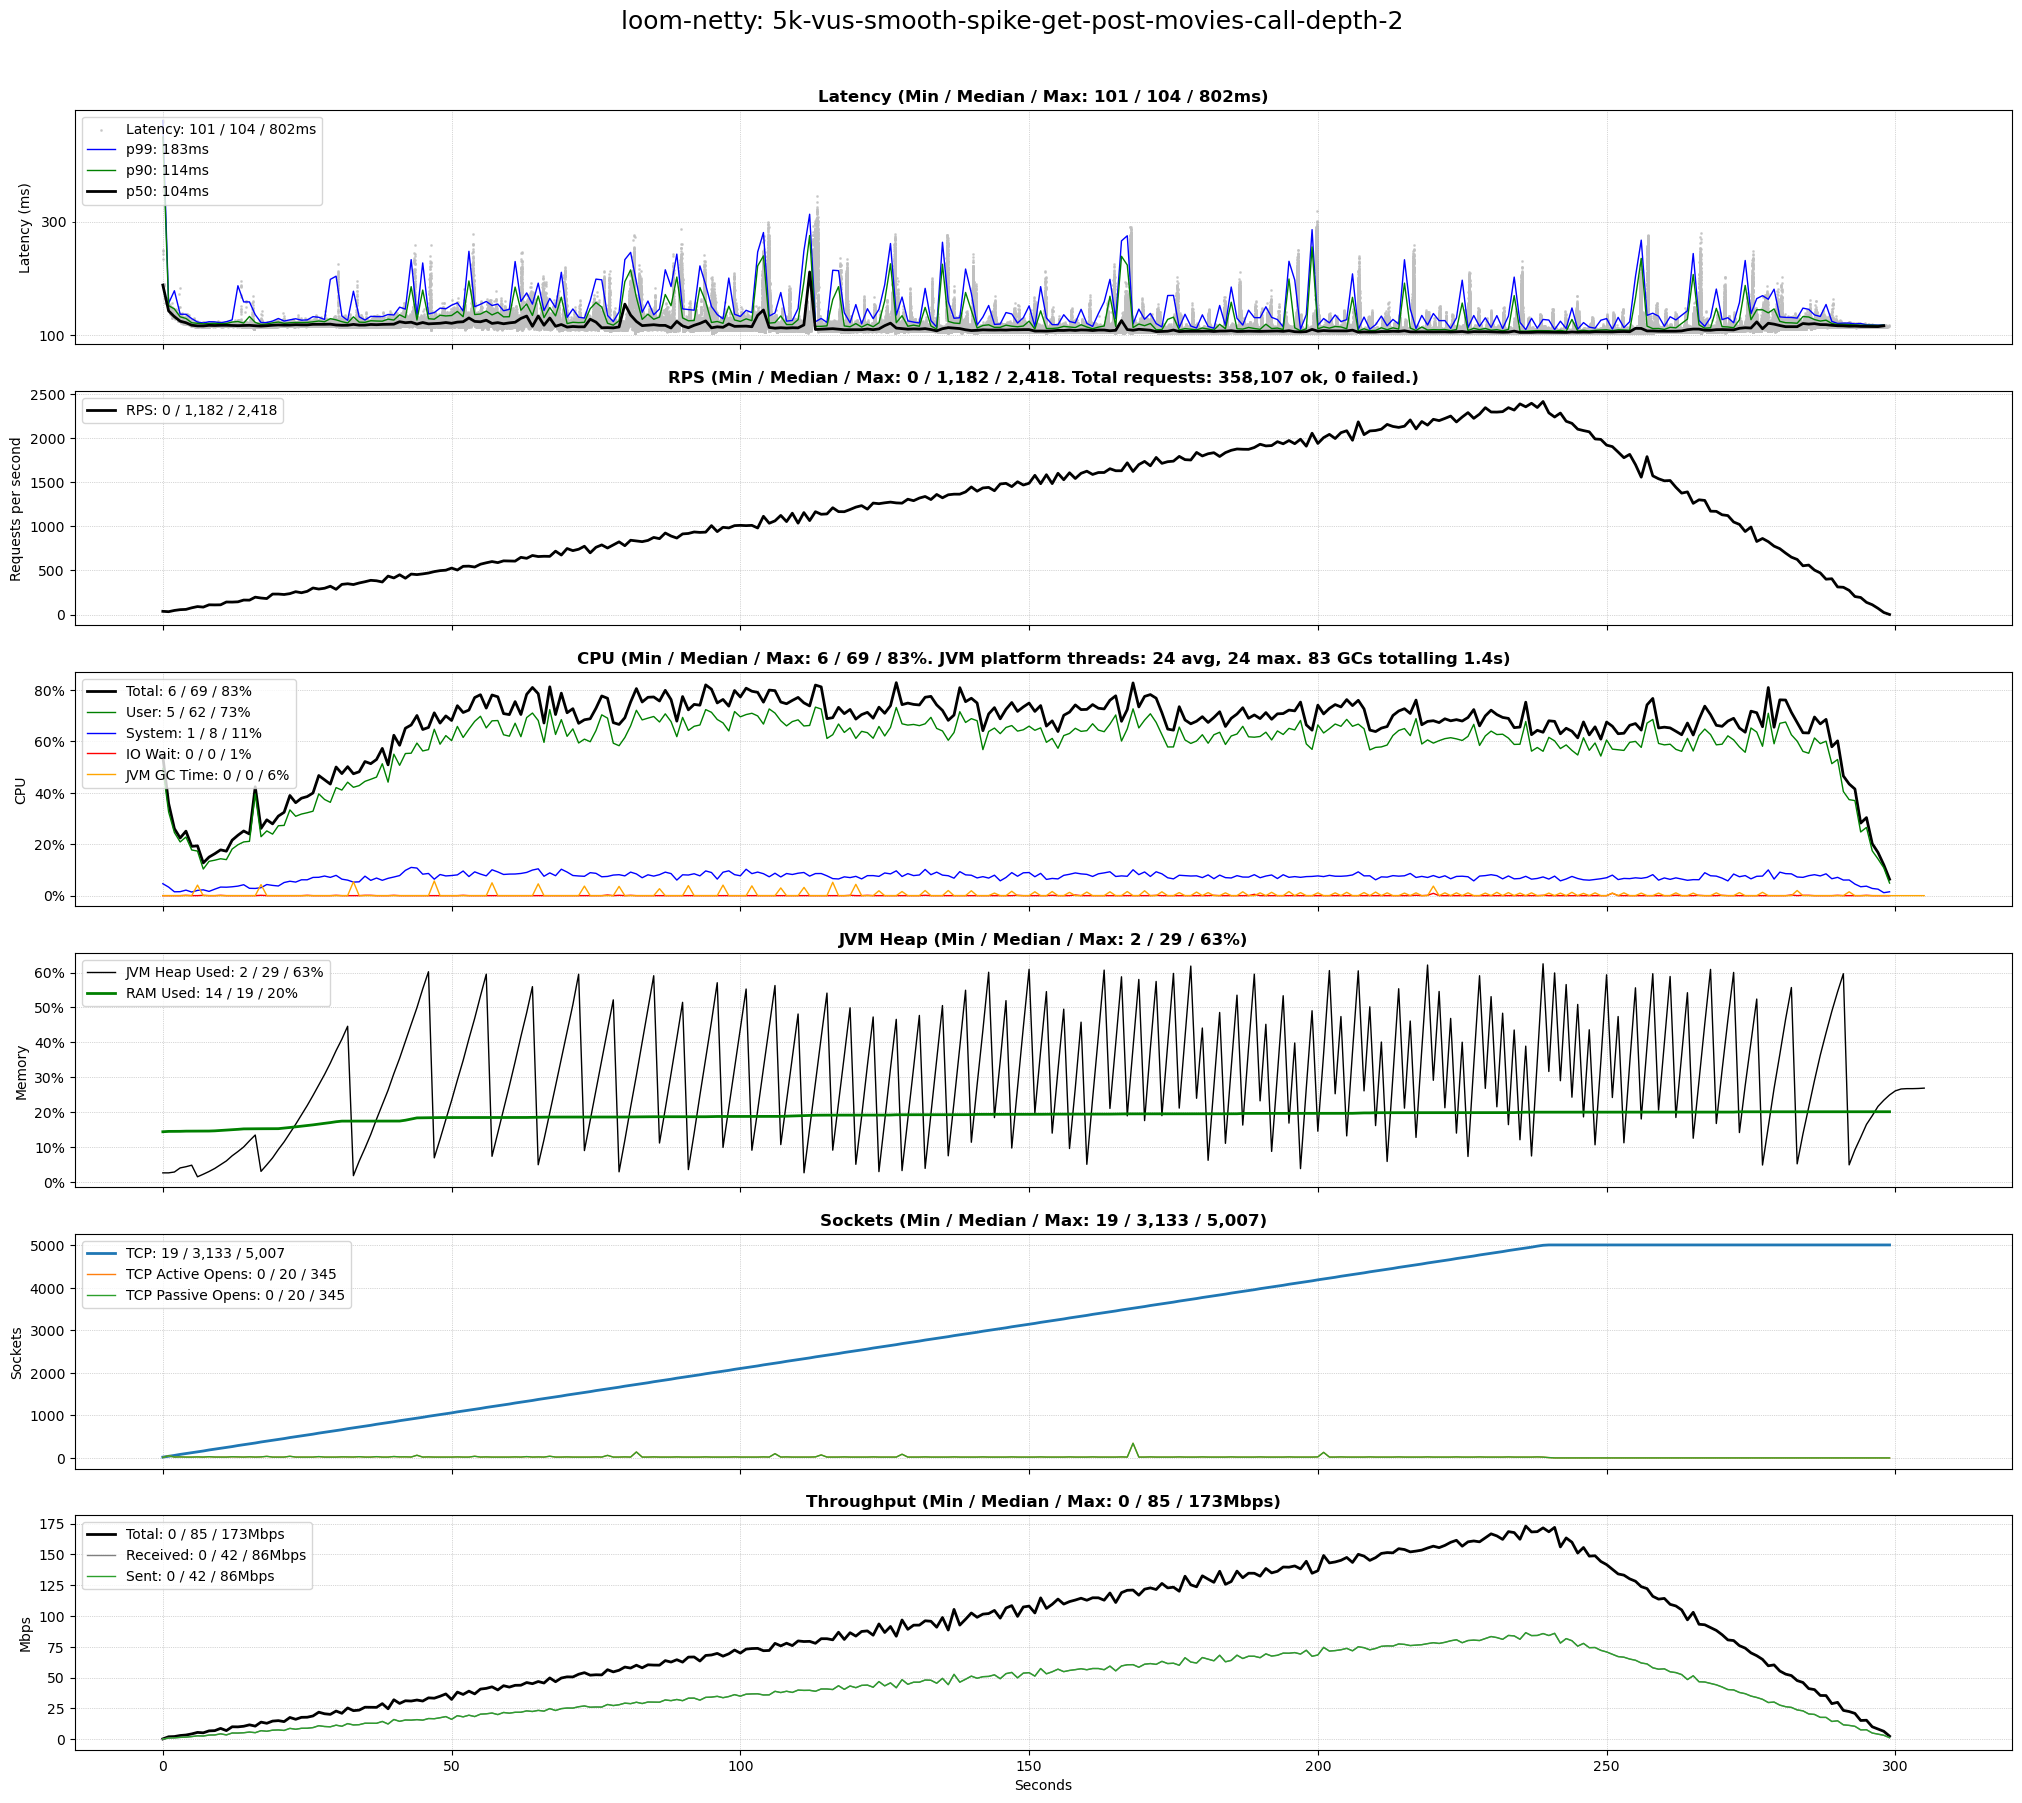 loom-netty: 5k-vus-smooth-spike-get-post-movies-call-depth-2
Latency (Min / Median / Max: 101 / 104 / 802ms)
Latency: 101 / 104 / 802ms
p99: 183ms
p90: 114ms
p50: 104ms
Latency (ms)
300
100
RPS (Min / Median / Max: 0 / 1,182 / 2,418. Total requests: 358,107 ok, 0 failed.)
RPS: 0 / 1,182 / 2,418
Requests per second
2500
2000
1500
1000
500
0
CPU (Min / Median / Max: 6 / 69 / 83%. JVM platform threads: 24 avg, 24 max. 83 GCs totalling 1.4s)
Total: 6 / 69 / 83%
User: 5 / 62 / 73%
System: 1 / 8 / 11%
IO Wait: 0 / 0 / 1%
JVM GC Time: 0 / 0 / 6%
CPU
80%
60%
40%
20%
0%
JVM Heap (Min / Median / Max: 2 / 29 / 63%)
JVM Heap Used: 2 / 29 / 63%
RAM Used: 14 / 19 / 20%
Memory
60%
50%
40%
30%
20%
10%
0%
Sockets (Min / Median / Max: 19 / 3,133 / 5,007)
TCP: 19 / 3,133 / 5,007
TCP Active Opens: 0 / 20 / 345
TCP Passive Opens: 0 / 20 / 345
Sockets
5000
4000
3000
2000
1000
0
Throughput (Min / Median / Max: 0 / 85 / 173Mbps)
Total: 0 / 85 / 173Mbps
Received: 0 / 42 / 86Mbps
Sent: 0 / 42 / 86Mbps
Mbps
175
150
125
100
75
50
25
0
0 50 100 150 200 250 300
Seconds